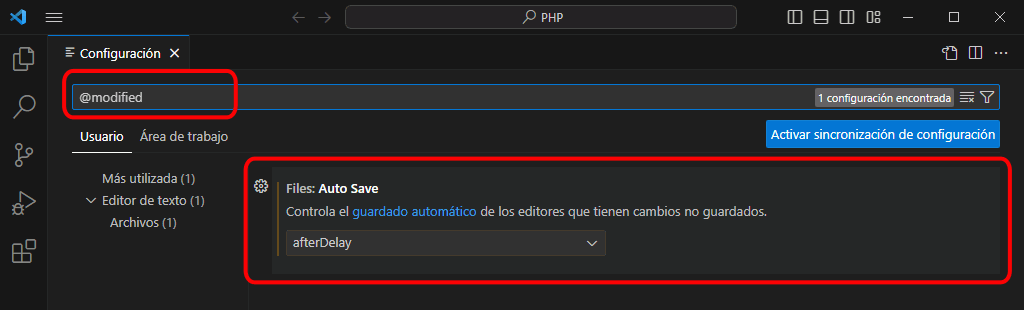 PHP
Configuración
@modified
1 configuración encontrada
Usuario
Área de trabajo
Activar sincronización de configuración
Más utilizada (1)
Editor de texto (1)
Archivos (1)
Files: Auto Save
Controla el guardado automático de los editores que tienen cambios no guardados.
afterDelay